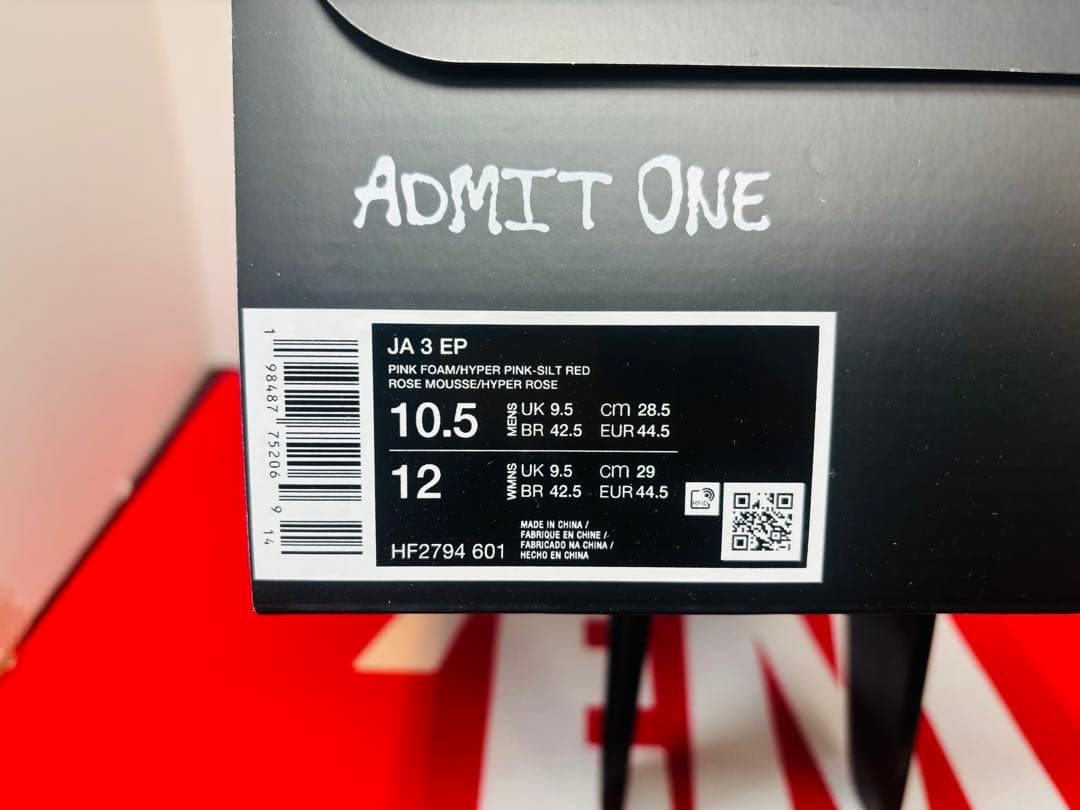 ADMIT ONE
JA 3 EP
PINK FOAM/HYPER PINK-SILT RED
ROSE MOUSSE/HYPER ROSE
10.5 MENS UK 9.5 cm 28.5
BR 42.5 EUR 44.5
12 WMNS UK 9.5 cm 29
BR 42.5 EUR 44.5
RFID
HF2794 601
MADE IN CHINA /
FABRIQUE EN CHINE /
FABRICADO NA CHINA /
HECHO EN CHINA
1 98487 75206 9 14